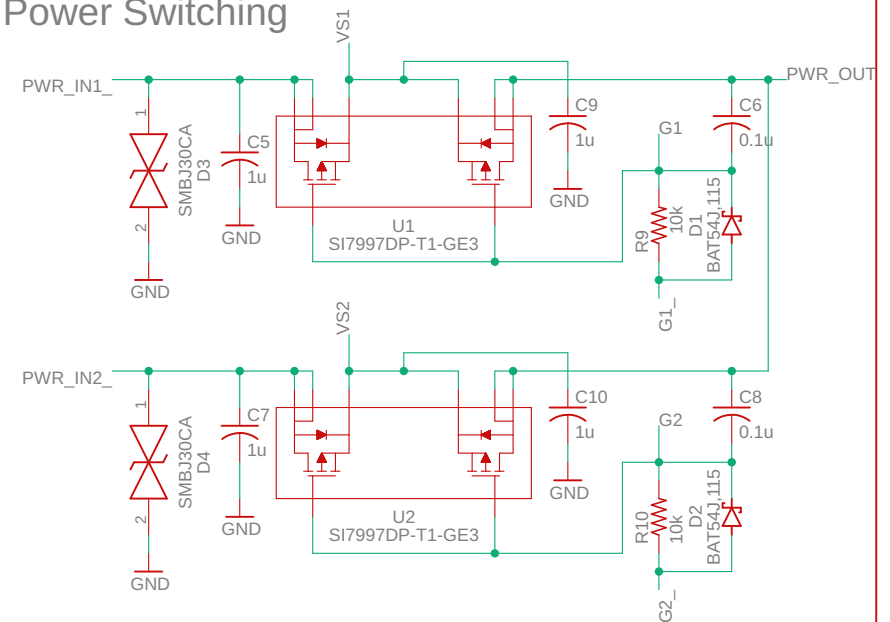 Power Switching
VS1
PWR_IN1_
PWR_OUT
1
SMBJ30CA
D3
2
GND
C5
1u
GND
U1
SI7997DP-T1-GE3
C9
1u
GND
G1
C6
0.1u
R9
10k
D1
BAT54J,115
G1_
VS2
PWR_IN2_
1
SMBJ30CA
D4
2
GND
C7
1u
GND
U2
SI7997DP-T1-GE3
C10
1u
GND
G2
C8
0.1u
R10
10k
D2
BAT54J,115
G2_